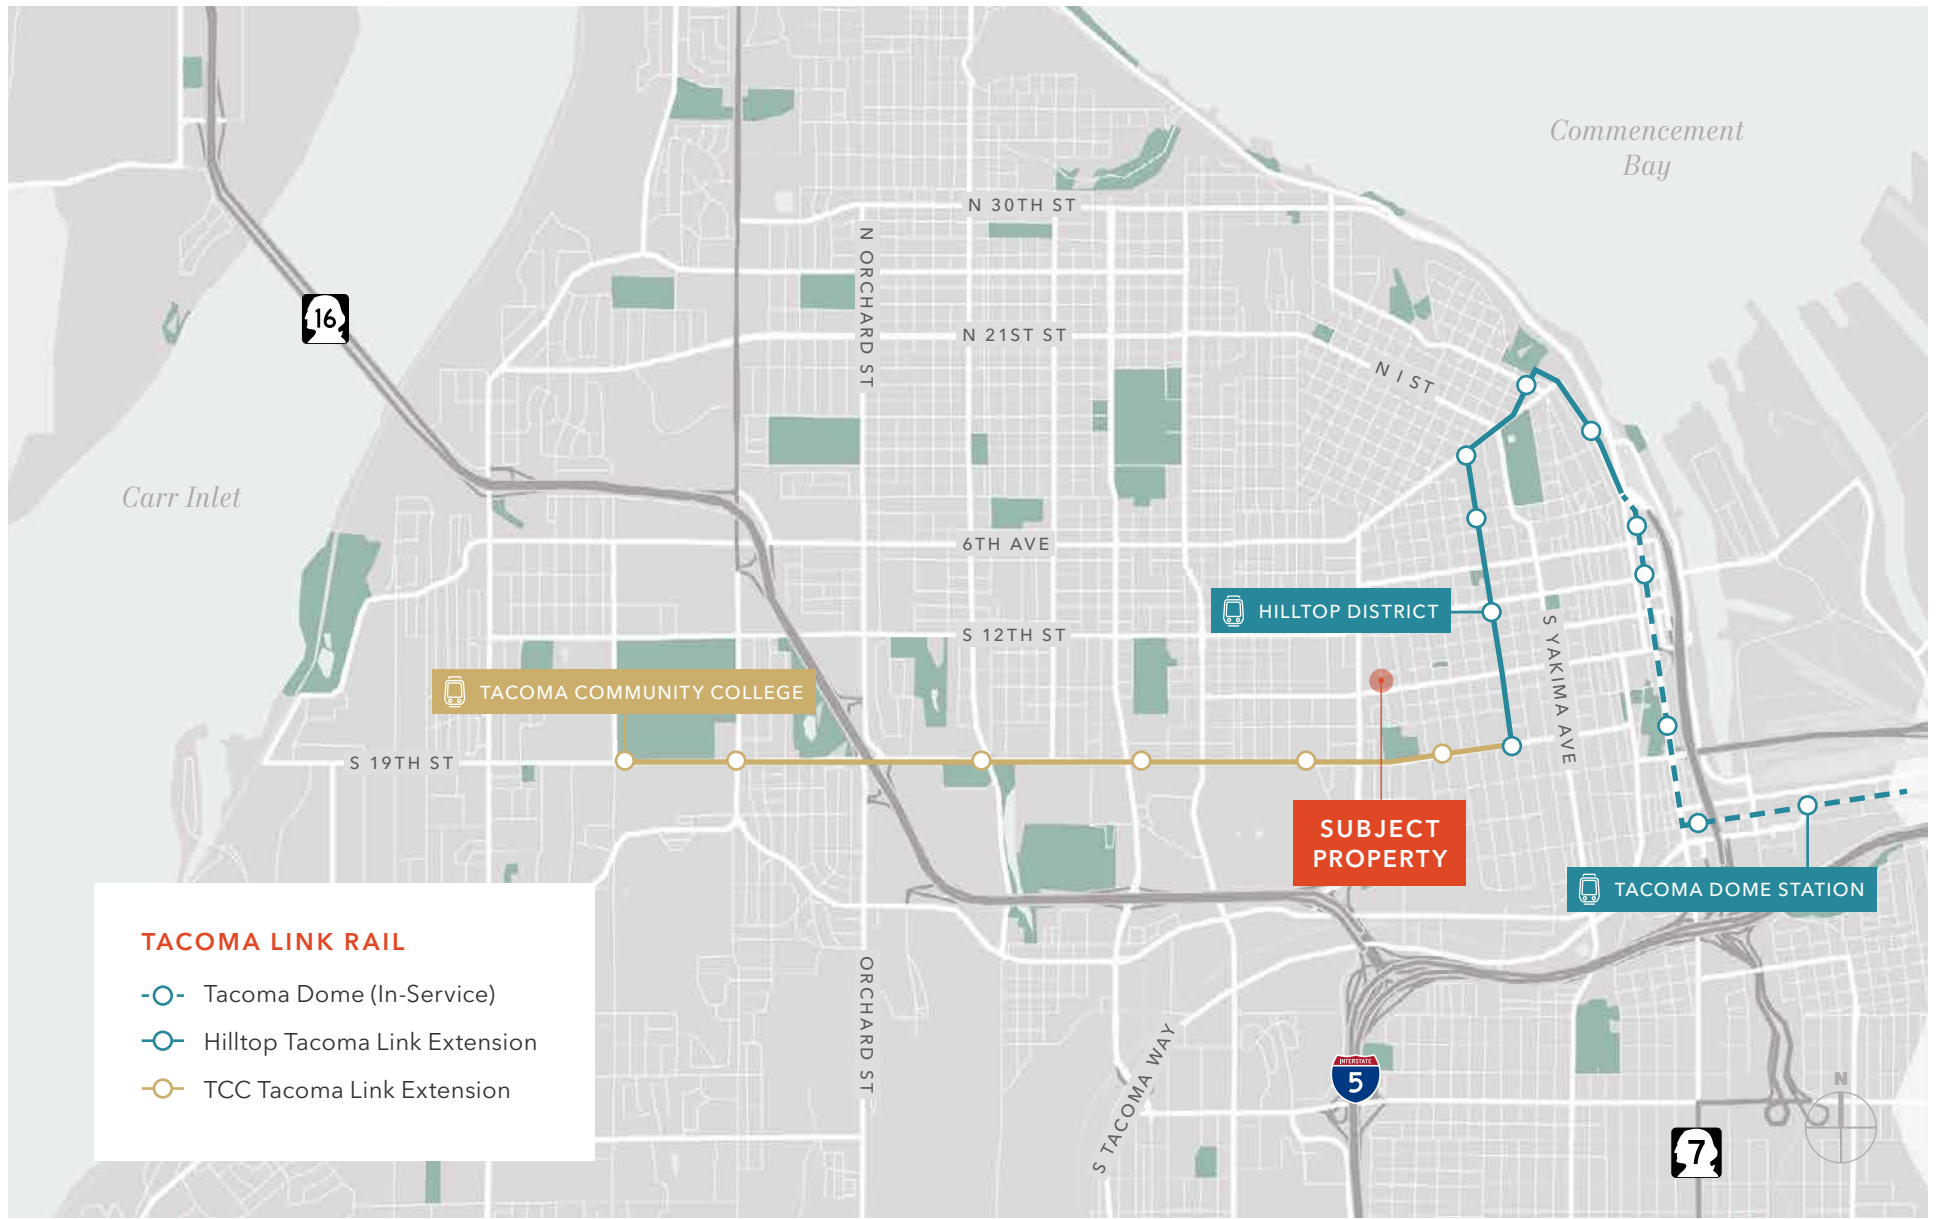 Commencement
Bay
N 30TH ST
N ORCHARD ST
16
N 21ST ST
N I ST
Carr Inlet
6TH AVE
HILLTOP DISTRICT
S 12TH ST
S YAKIMA AVE
TACOMA COMMUNITY COLLEGE
S 19TH ST
SUBJECT
PROPERTY
TACOMA DOME STATION
TACOMA LINK RAIL
Tacoma Dome (In-Service)
Hilltop Tacoma Link Extension
TCC Tacoma Link Extension
ORCHARD ST
S TACOMA WAY
INTERSTATE
5
N
7